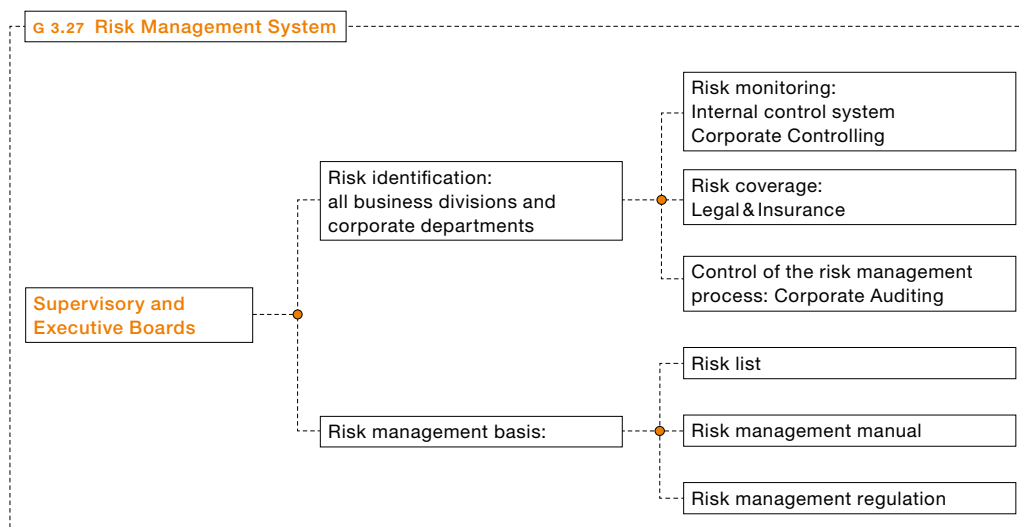 G 3.27 Risk Management System
Risk monitoring:
Internal control system
Corporate Controlling
Risk identification:
all business divisions and
corporate departments
Risk coverage:
Legal & Insurance
Control of the risk management
process: Corporate Auditing
Supervisory and
Executive Boards
Risk list
Risk management basis:
Risk management manual
Risk management regulation